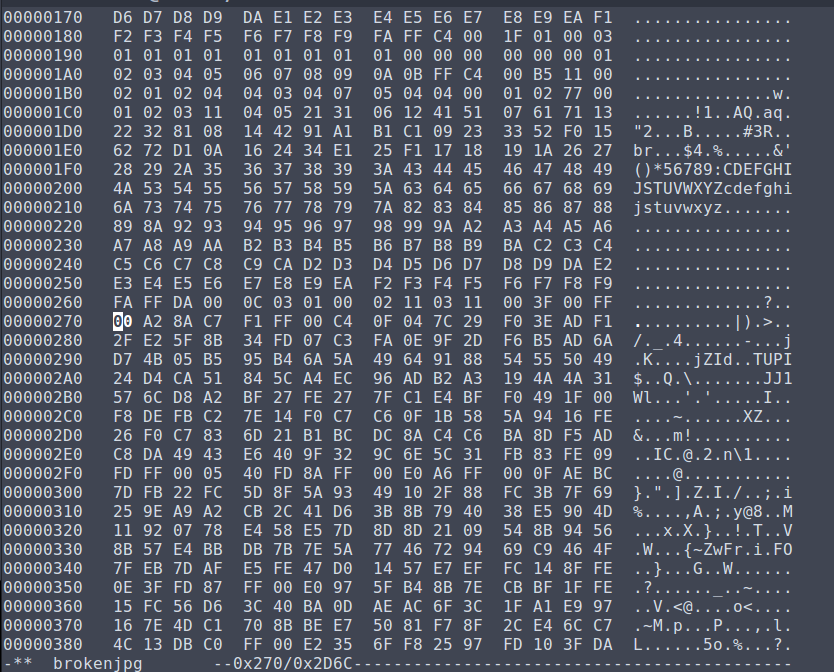 00000170 D6 D7 D8 D9 DA E1 E2 E3 E4 E5 E6 E7 E8 E9 EA F1 ................
00000180 F2 F3 F4 F5 F6 F7 F8 F9 FA FF C4 00 1F 01 00 03 ................
00000190 01 01 01 01 01 01 01 01 01 00 00 00 00 00 00 01 ................
000001A0 02 03 04 05 06 07 08 09 0A 0B FF C4 00 B5 11 00 ................
000001B0 02 01 02 04 04 03 04 07 05 04 04 00 01 02 77 00 ..............w.
000001C0 01 02 03 11 04 05 21 31 06 12 41 51 07 61 71 13 ......!1..AQ.aq.
000001D0 22 32 81 08 14 42 91 A1 B1 C1 09 23 33 52 F0 15 "2...B.....#3R..
000001E0 62 72 D1 0A 16 24 34 E1 25 F1 17 18 19 1A 26 27 br...$4.%.....&'
000001F0 28 29 2A 35 36 37 38 39 3A 43 44 45 46 47 48 49 ()*56789:CDEFGHI
00000200 4A 53 54 55 56 57 58 59 5A 63 64 65 66 67 68 69 JSTUVWXYZcdefghi
00000210 6A 73 74 75 76 77 78 79 7A 82 83 84 85 86 87 88 jstuvwxyz.......
00000220 89 8A 92 93 94 95 96 97 98 99 9A A2 A3 A4 A5 A6 ................
00000230 A7 A8 A9 AA B2 B3 B4 B5 B6 B7 B8 B9 BA C2 C3 C4 ................
00000240 C5 C6 C7 C8 C9 CA D2 D3 D4 D5 D6 D7 D8 D9 DA E2 ................
00000250 E3 E4 E5 E6 E7 E8 E9 EA F2 F3 F4 F5 F6 F7 F8 F9 ................
00000260 FA FF DA 00 0C 03 01 00 02 11 03 11 00 3F 00 FF .............?..
00000270 00 A2 8A C7 F1 FF 00 C4 0F 04 7C 29 F0 3E AD F1 ..........|).>..
00000280 2F E2 5F 8B 34 FD 07 C3 FA 0E 9F 2D F6 B5 AD 6A /._.4......-...j
00000290 D7 4B 05 B5 95 B4 6A 5A 49 64 91 88 54 55 50 49 .K....jZId..TUPI
000002A0 24 D4 CA 51 84 5C A4 EC 96 AD B2 A3 19 4A 4A 31 $..Q.\.......JJ1
000002B0 57 6C D8 A2 BF 27 FE 27 7F C1 E4 BF F0 49 1F 00 Wl...'.'.....I..
000002C0 F8 DE FB C2 7E 14 F0 C7 C6 0F 1B 58 5A 94 16 FE ....~......XZ...
000002D0 26 F0 C7 83 6D 21 B1 BC DC 8A C4 C6 BA 8D F5 AD &...m!..........
000002E0 C8 DA 49 43 E6 40 9F 32 9C 6E 5C 31 FB 83 FE 09 ..IC.@.2.n\1....
000002F0 FD FF 00 05 40 FD 8A FF 00 E0 A6 FF 00 0F AE BC ....@...........
00000300 7D FB 22 FC 5D 8F 5A 93 49 10 2F 88 FC 3B 7F 69 }.".].Z.I./..;.i
00000310 25 9E A9 A2 CB 2C 41 D6 3B 8B 79 40 38 E5 90 4D %....,A.;.y@8..M
00000320 11 92 07 78 E4 58 E5 7D 8D 8D 21 09 54 8B 94 56 ...x.X.}..!.T..V
00000330 8B 57 E4 BB DB 7B 7E 5A 77 46 72 94 69 C9 46 4F .W...{~ZwFr.i.FO
00000340 7F EB 7D AF E5 FE 47 D0 14 57 E7 EF FC 14 8F FE ..}...G..W......
00000350 0E 3F FD 87 FF 00 E0 97 5F B4 8B 7E CB BF 1F FE .?......_..~....
00000360 15 FC 56 D6 3C 40 BA 0D AE AC 6F 3C 1F A1 E9 97 ..V.<@....o<....
00000370 16 7E 4D C1 70 8B BE E7 50 81 F7 8F 2C E4 6C C7 .~M.p...P...,.l.
00000380 4C 13 DB C0 FF 00 E2 35 6F F8 25 97 FD 10 3F DA L......5o.%...?.
-*** brokenjpg --0x270/0x2D6C--------------------------------------------